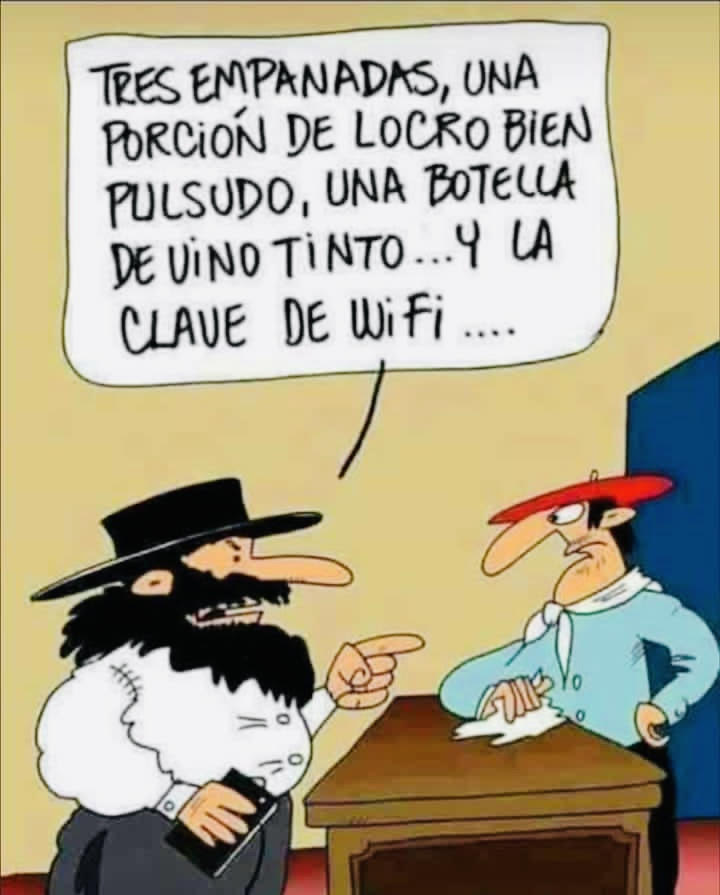 TRES EMPANADAS, UNA
PORCIÓN DE LOCRO BIEN
PULSUDO, UNA BOTELLA
DE VINO TINTO...Y LA
CLAVE DE WiFi....